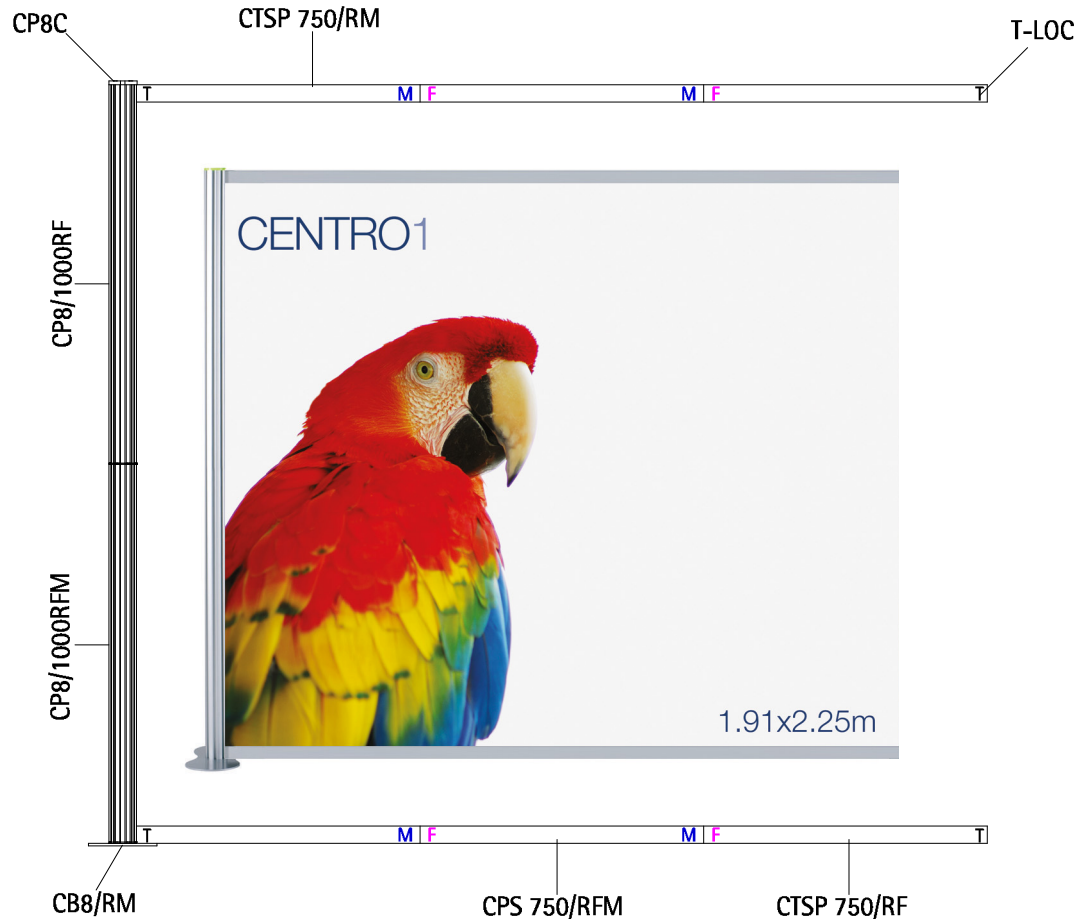 CP8C
CTSP 750/RM
T-LOC
T M F M F T
CP8/1000RF
CENTRO1
CP8/1000RFM
1.91x2.25m
T M F M F T
CB8/RM
CPS 750/RFM
CTSP 750/RF